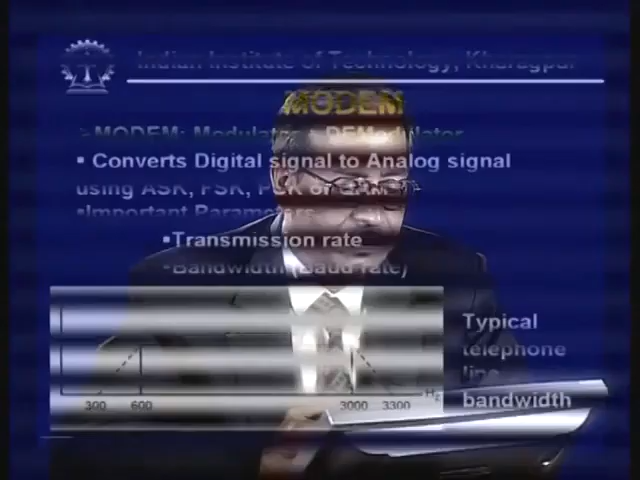 Indian Institute of Technology, Kharagpur
MODEM
➢MODEM: Modulator + DEModulator
▪ Converts Digital signal to Analog signal
using ASK, FSK, PSK or QAM
▪Important Parameters
▪Transmission rate
▪Bandwidth (Baud rate)
Typical
telephone
line
bandwidth
300 600 3000 3300 Hz